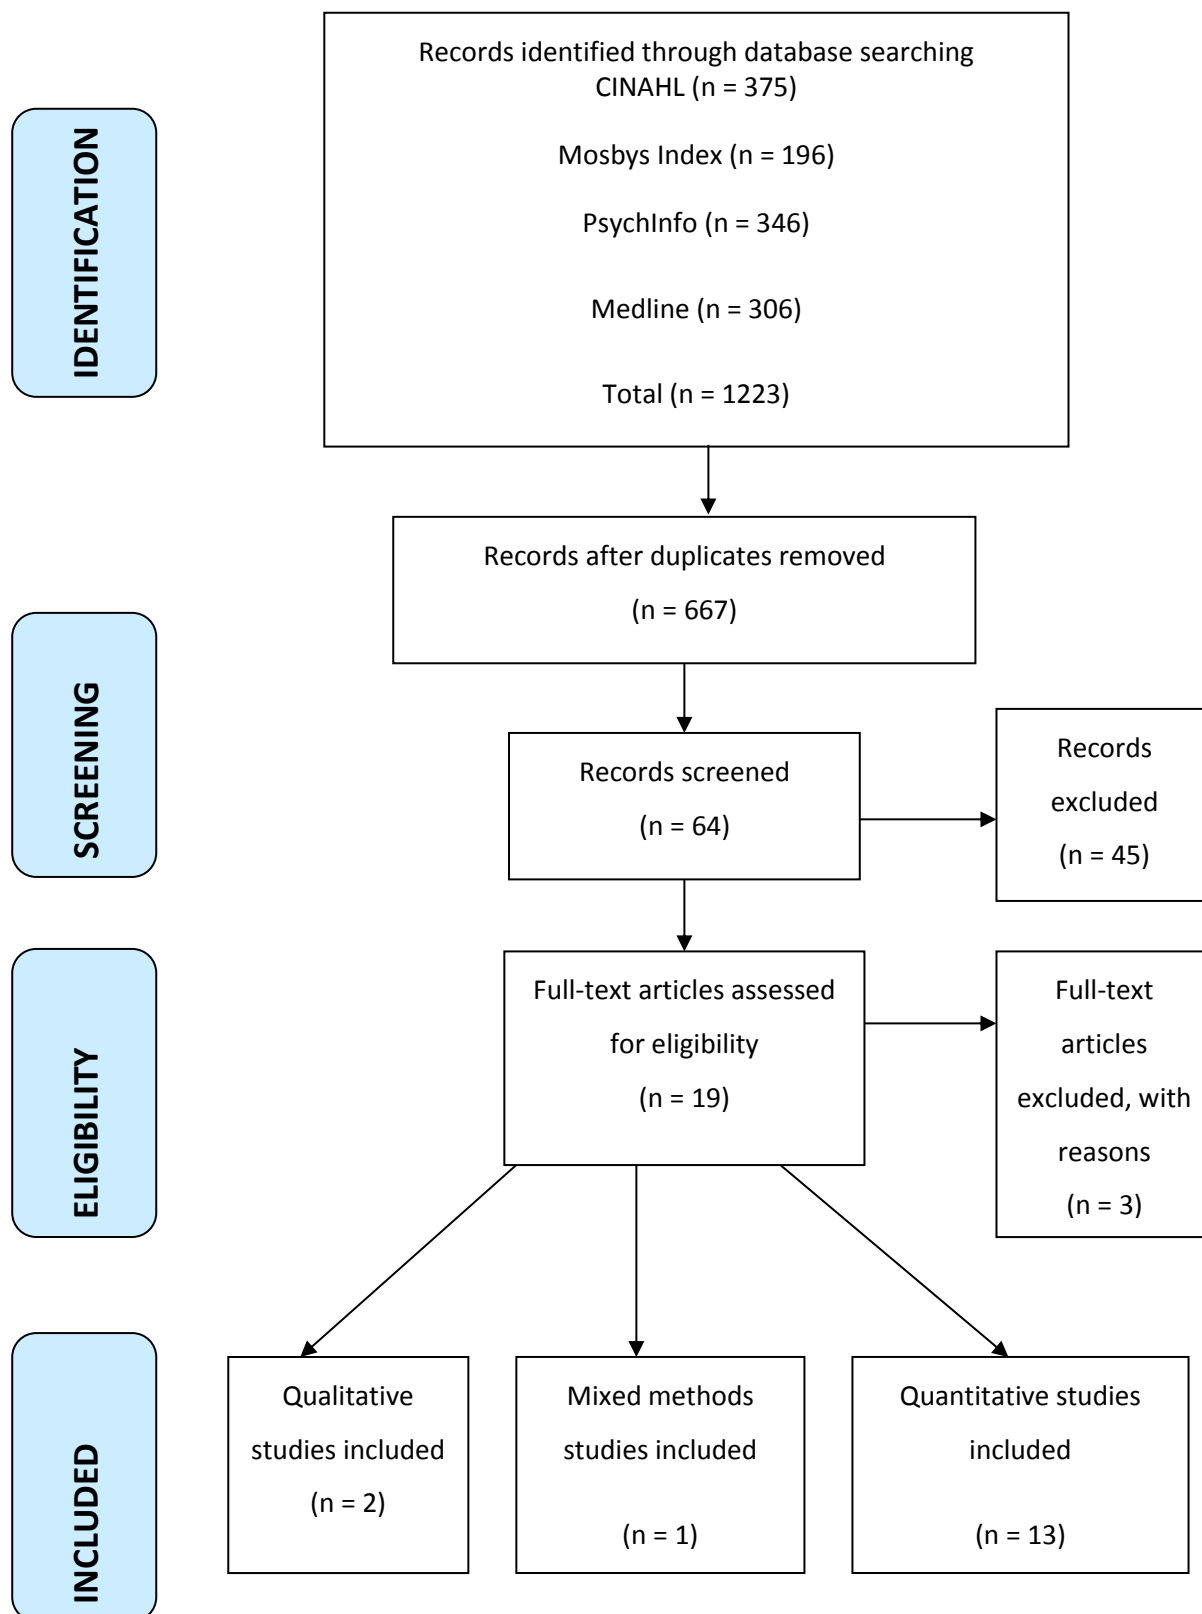 Records identified through database searching
CINAHL (n = 375)
Mosbys Index (n = 196)
PsychInfo (n = 346)
Medline (n = 306)
Total (n = 1223)
IDENTIFICATION
Records after duplicates removed
(n = 667)
SCREENING
Records screened
(n = 64)
Records
excluded
(n = 45)
ELIGIBILITY
Full-text articles assessed
for eligibility
(n = 19)
Full-text
articles
excluded, with
reasons
(n = 3)
INCLUDED
Qualitative
studies included
(n = 2)
Mixed methods
studies included
(n = 1)
Quantitative studies
included
(n = 13)